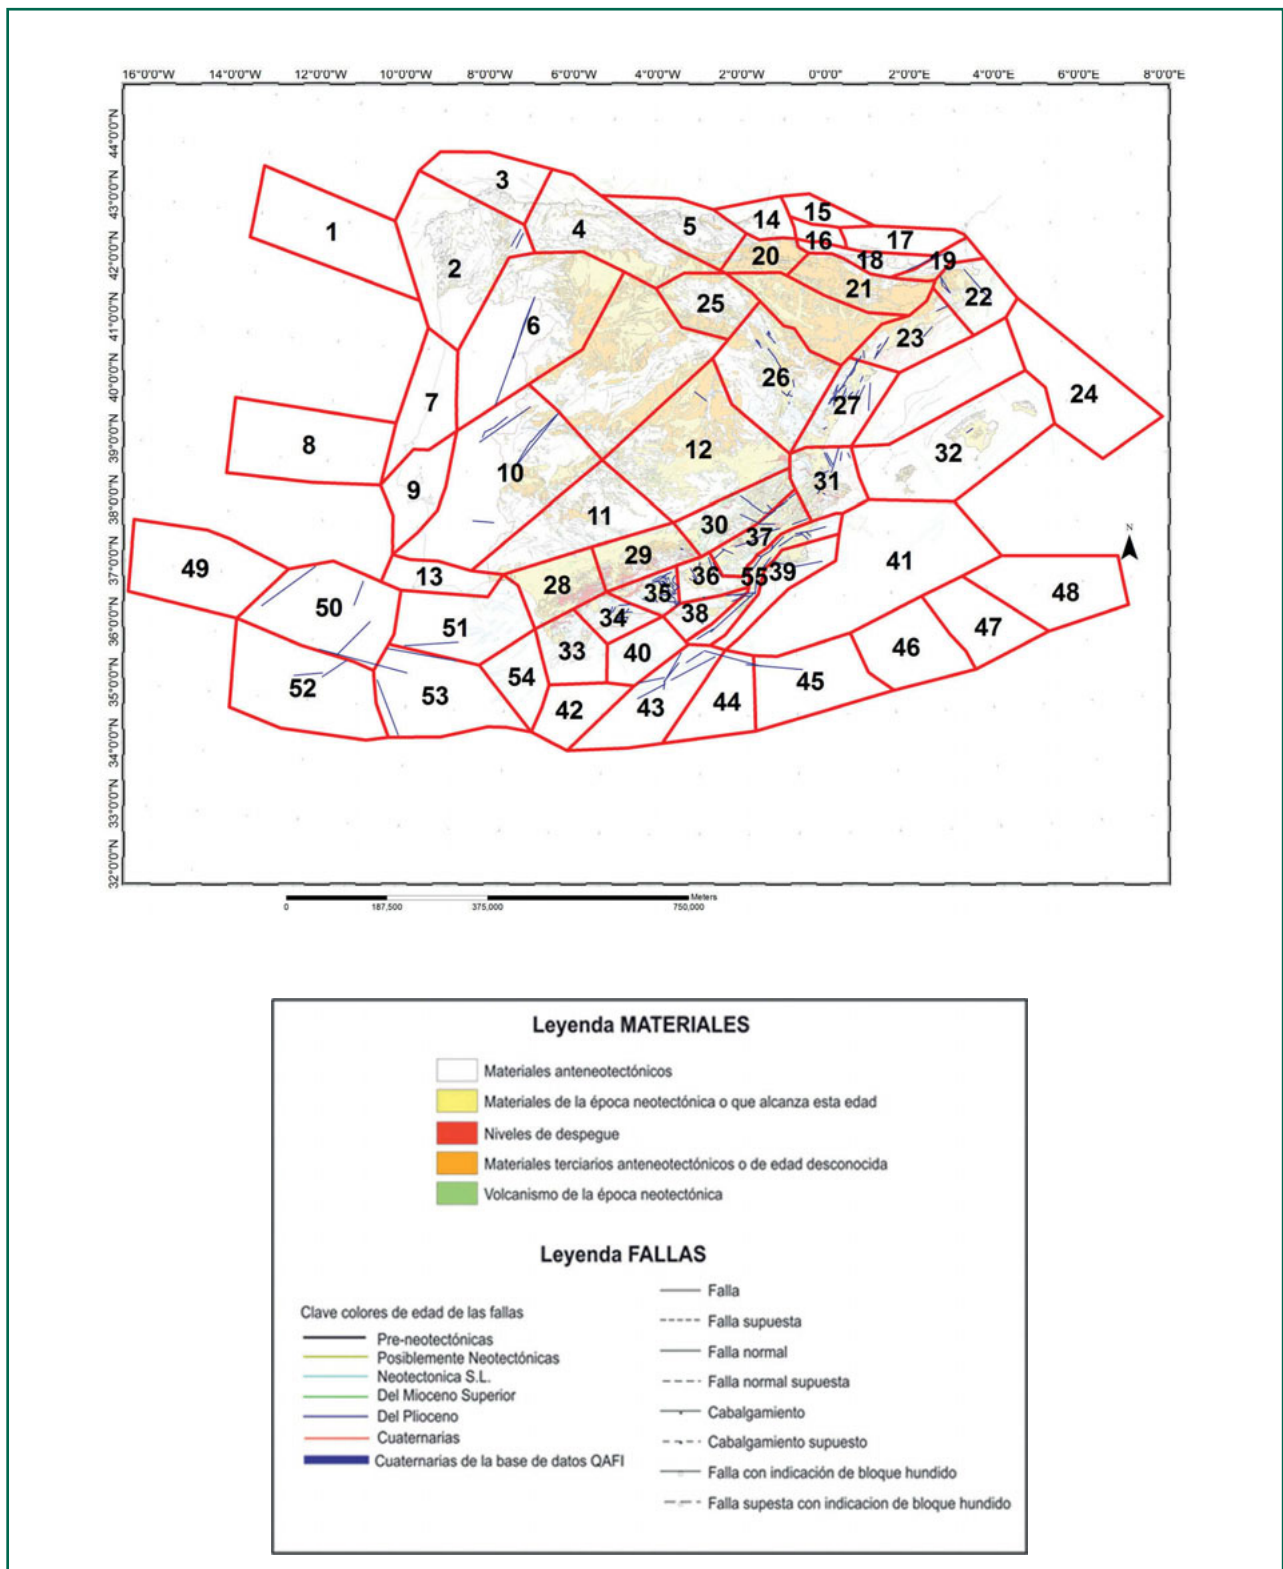 16°0'0"W 14°0'0"W 12°0'0"W 10°0'0"W 8°0'0"W 6°0'0"W 4°0'0"W 2°0'0"W 0°0'0"E 2°0'0"E 4°0'0"E 6°0'0"E 8°0'0"E
44°0'0"N
43°0'0"N
42°0'0"N
41°0'0"N
40°0'0"N
39°0'0"N
38°0'0"N
37°0'0"N
36°0'0"N
35°0'0"N
34°0'0"N
33°0'0"N
32°0'0"N
1
2
3
4
5
14
15
16
17
18
19
20
21
22
23
24
25
26
27
6
7
8
9
10
11
12
13
28
29
30
31
32
33
34
35
36
37
38
39
40
41
42
43
44
45
46
47
48
49
50
51
52
53
54
55
N
0 187,500 375,000 750,000 Meters
Leyenda MATERIALES
Materiales anteneotectónicos
Materiales de la época neotectónica o que alcanza esta edad
Niveles de despegue
Materiales terciarios anteneotectónicos o de edad desconocida
Volcanismo de la época neotectónica
Leyenda FALLAS
Clave colores de edad de las fallas
Pre-neotectónicas
Posiblemente Neotectónicas
Neotectonica S.L.
Del Mioceno Superior
Del Plioceno
Cuaternarias
Cuaternarias de la base de datos QAFI
Falla
Falla supuesta
Falla normal
Falla normal supuesta
Cabalgamiento
Cabalgamiento supuesto
Falla con indicación de bloque hundido
Falla supesta con indicacion de bloque hundido